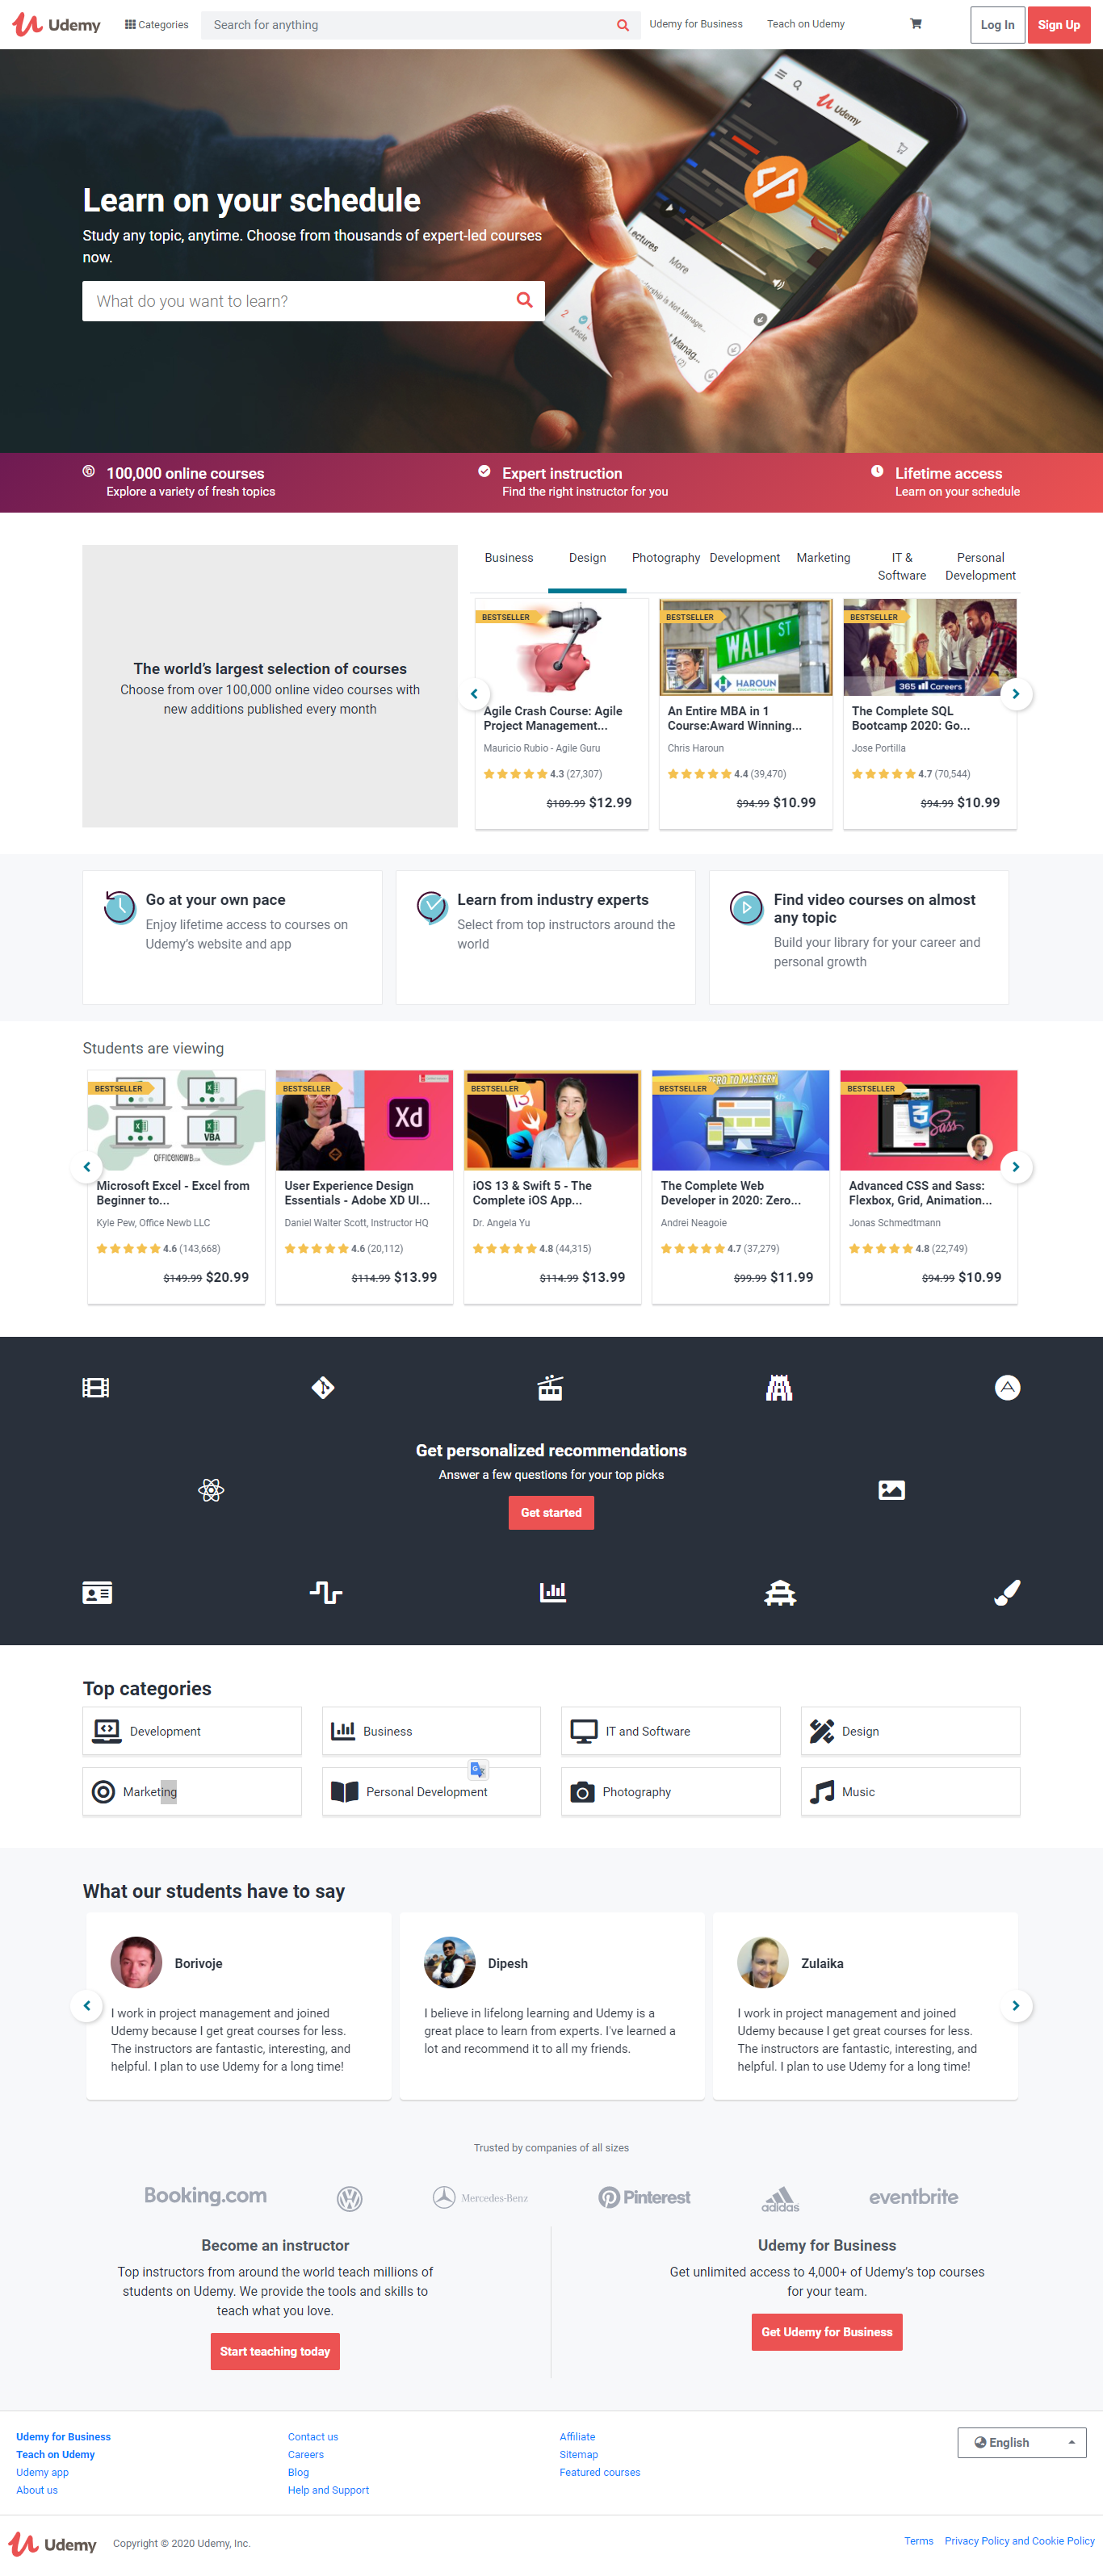 Udemy
Categories
Search for anything
Udemy for Business
Teach on Udemy
Log In
Sign Up
Udemy
Lectures
More
Learn on your schedule
Study any topic, anytime. Choose from thousands of expert-led courses
now.
What do you want to learn?
100,000 online courses
Explore a variety of fresh topics
Expert instruction
Find the right instructor for you
Lifetime access
Learn on your schedule
The world's largest selection of courses
Choose from over 100,000 online video courses with
new additions published every month
Business
Design
Photography
Development
Marketing
IT &
Software
Personal
Development
BESTSELLER
Agile Crash Course: Agile
Project Management...
Mauricio Rubio - Agile Guru
4.3 (27,307)
$109.99 $12.99
BESTSELLER
WALL ST
HAROUN
An Entire MBA in 1
Course:Award Winning...
Chris Haroun
4.4 (39,470)
$94.99 $10.99
BESTSELLER
365 Careers
The Complete SQL
Bootcamp 2020: Go...
Jose Portilla
4.7 (70,544)
$94.99 $10.99
Go at your own pace
Enjoy lifetime access to courses on
Udemy's website and app
Learn from industry experts
Select from top instructors around the
world
Find video courses on almost
any topic
Build your library for your career and
personal growth
Students are viewing
BESTSELLER
VBA
OFFICENEWB.COM
Microsoft Excel - Excel from
Beginner to...
Kyle Pew, Office Newb LLC
4.6 (143,668)
$149.99 $20.99
BESTSELLER
Xd
User Experience Design
Essentials - Adobe XD UI...
Daniel Walter Scott, Instructor HQ
4.6 (20,112)
$114.99 $13.99
BESTSELLER
13
iOS 13 & Swift 5 - The
Complete iOS App...
Dr. Angela Yu
4.8 (44,315)
$114.99 $13.99
BESTSELLER
ZERO TO MASTERY
The Complete Web
Developer in 2020: Zero...
Andrei Neagoie
4.7 (37,279)
$99.99 $11.99
BESTSELLER
CSS
Sass
Advanced CSS and Sass:
Flexbox, Grid, Animation...
Jonas Schmedtmann
4.8 (22,749)
$94.99 $10.99
Get personalized recommendations
Answer a few questions for your top picks
Get started
Top categories
Development
Business
IT and Software
Design
Marketing
Personal Development
Photography
Music
What our students have to say
Borivoje
I work in project management and joined
Udemy because I get great courses for less.
The instructors are fantastic, interesting, and
helpful. I plan to use Udemy for a long time!
Dipesh
I believe in lifelong learning and Udemy is a
great place to learn from experts. I've learned a
lot and recommend it to all my friends.
Zulaika
I work in project management and joined
Udemy because I get great courses for less.
The instructors are fantastic, interesting, and
helpful. I plan to use Udemy for a long time!
Trusted by companies of all sizes
Booking.com
Mercedes-Benz
Pinterest
adidas
eventbrite
Become an instructor
Top instructors from around the world teach millions of
students on Udemy. We provide the tools and skills to
teach what you love.
Start teaching today
Udemy for Business
Get unlimited access to 4,000+ of Udemy's top courses
for your team.
Get Udemy for Business
Udemy for Business
Teach on Udemy
Udemy app
About us
Contact us
Careers
Blog
Help and Support
Affiliate
Sitemap
Featured courses
English
Udemy
Copyright © 2020 Udemy, Inc.
Terms
Privacy Policy and Cookie Policy